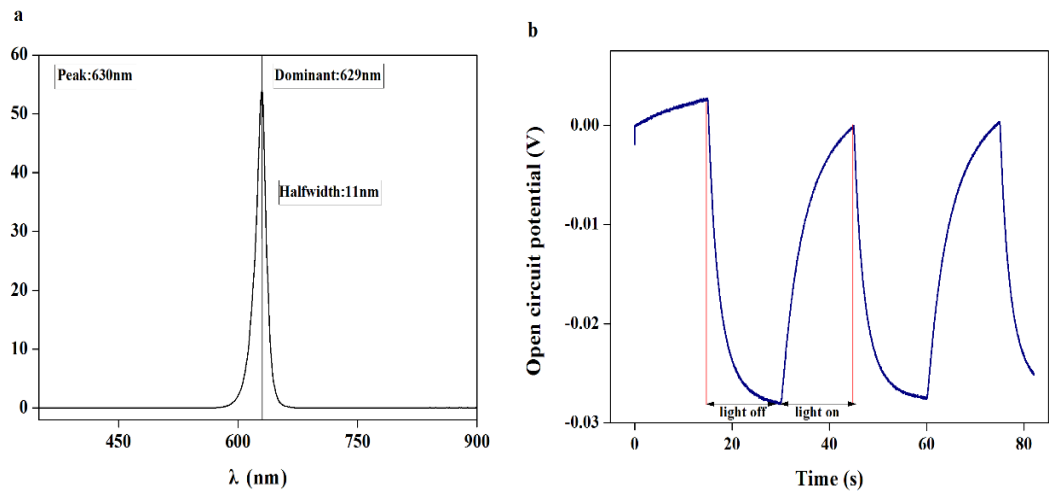 a
Peak:630nm
Dominant:629nm
Halfwidth:11nm
60
50
40
30
20
10
0
450
600
750
900
λ (nm)
b
Open circuit potential (V)
0.00
-0.01
-0.02
-0.03
light off
light on
0
20
40
60
80
Time (s)